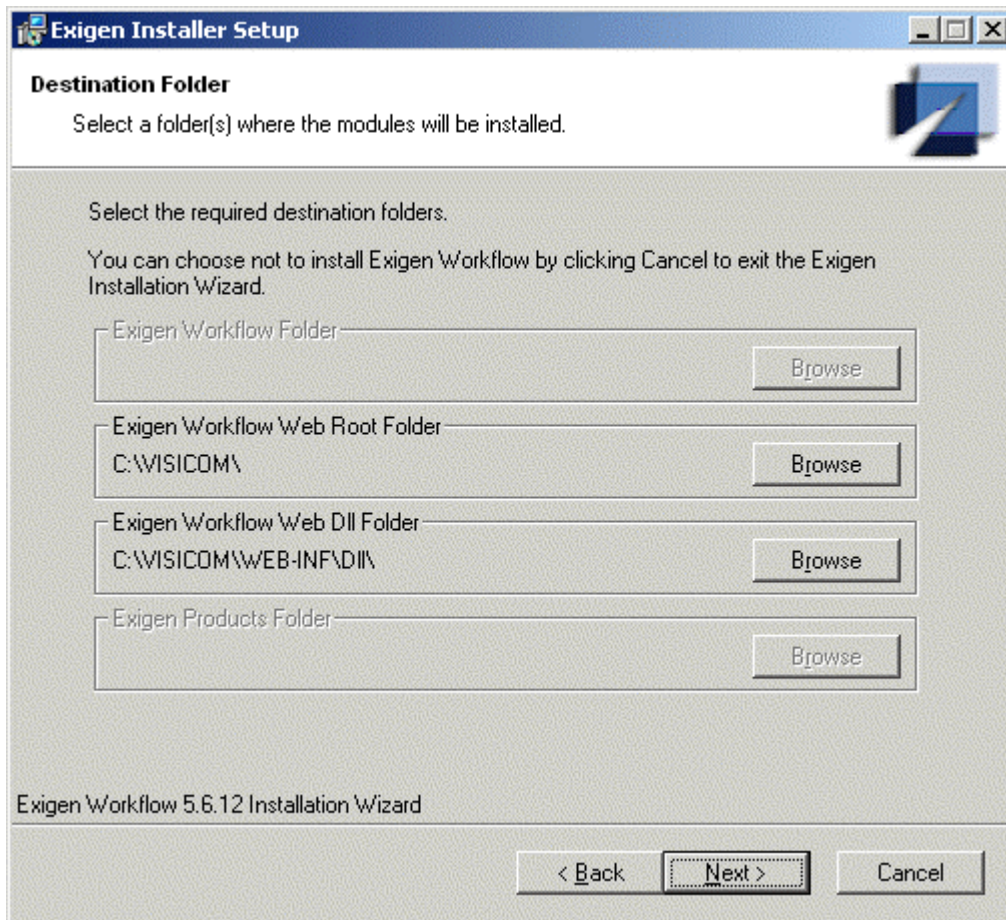 Exigen Installer Setup
Destination Folder
Select a folder(s) where the modules will be installed.
Select the required destination folders.
You can choose not to install Exigen Workflow by clicking Cancel to exit the Exigen
Installation Wizard.
Exigen Workflow Folder
Browse
Exigen Workflow Web Root Folder
C:\VISICOM\
Browse
Exigen Workflow Web Dll Folder
C:\VISICOM\WEB-INF\Dll\
Browse
Exigen Products Folder
Browse
Exigen Workflow 5.6.12 Installation Wizard
< Back
Next >
Cancel